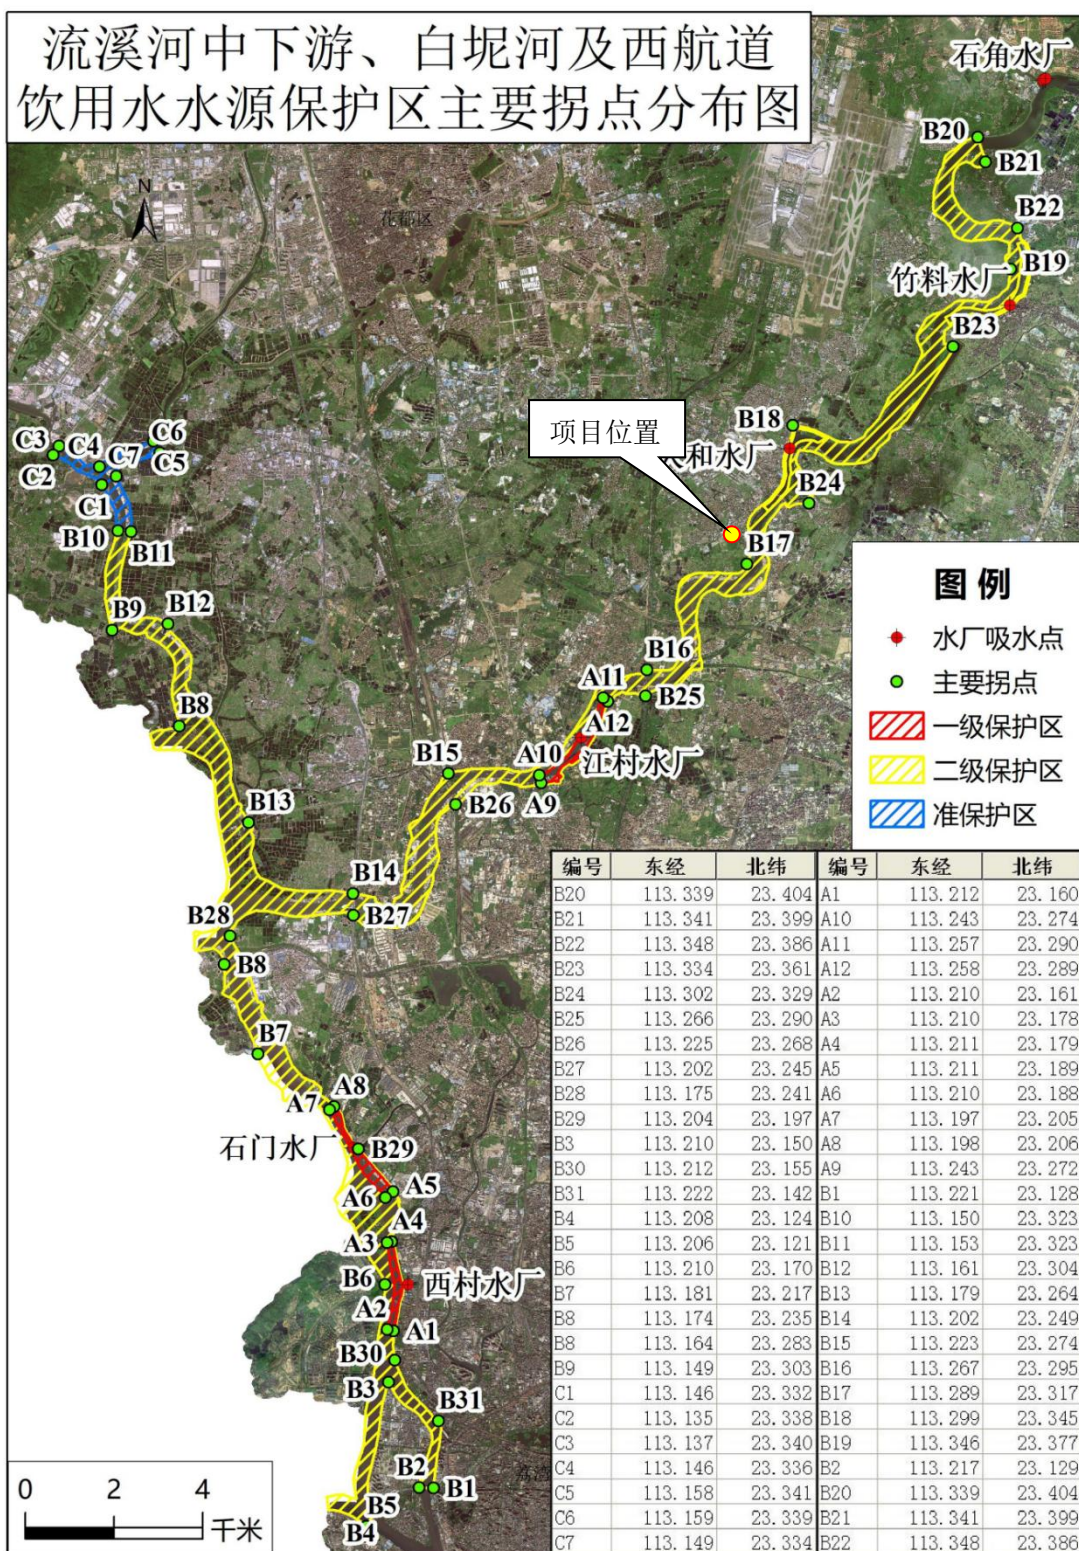 流溪河中下游、白坭河及西航道
饮用水水源保护区主要拐点分布图
石角水厂
B20
B21
N
花都区
B22
B19
竹料水厂
B23
项目位置
B18
和水厂
C3 C4 C6
C7 C5
C2
C1
B24
B10 B11
B17
B9 B12
B16
A11
B25
A12
B8
江村水厂
B15 A10
B26 A9
B13
B14
B28 B27
B8
B7
A8
A7
石门水厂 B29
A5
A6
A4
A3
B6 西村水厂
A2 A1
B30
B3
B31
B2 B1
B5
B4
图例
水厂吸水点
主要拐点
一级保护区
二级保护区
准保护区
0 2 4
千米
编号 东经 北纬 编号 东经 北纬
B20 113.339 23.404 A1 113.212 23.160
B21 113.341 23.399 A10 113.243 23.274
B22 113.348 23.386 A11 113.257 23.290
B23 113.334 23.361 A12 113.258 23.289
B24 113.302 23.329 A2 113.210 23.161
B25 113.266 23.290 A3 113.210 23.178
B26 113.225 23.268 A4 113.211 23.179
B27 113.202 23.245 A5 113.211 23.189
B28 113.175 23.241 A6 113.210 23.188
B29 113.204 23.197 A7 113.197 23.205
B3 113.210 23.150 A8 113.198 23.206
B30 113.212 23.155 A9 113.243 23.272
B31 113.222 23.142 B1 113.221 23.128
B4 113.208 23.124 B10 113.150 23.323
B5 113.206 23.121 B11 113.153 23.323
B6 113.210 23.170 B12 113.161 23.304
B7 113.181 23.217 B13 113.179 23.264
B8 113.174 23.235 B14 113.202 23.249
B8 113.164 23.283 B15 113.223 23.274
B9 113.149 23.303 B16 113.267 23.295
C1 113.146 23.332 B17 113.289 23.317
C2 113.135 23.338 B18 113.299 23.345
C3 113.137 23.340 B19 113.346 23.377
C4 113.146 23.336 B2 113.217 23.129
C5 113.158 23.341 B20 113.339 23.404
C6 113.159 23.339 B21 113.341 23.399
C7 113.149 23.334 B22 113.348 23.386